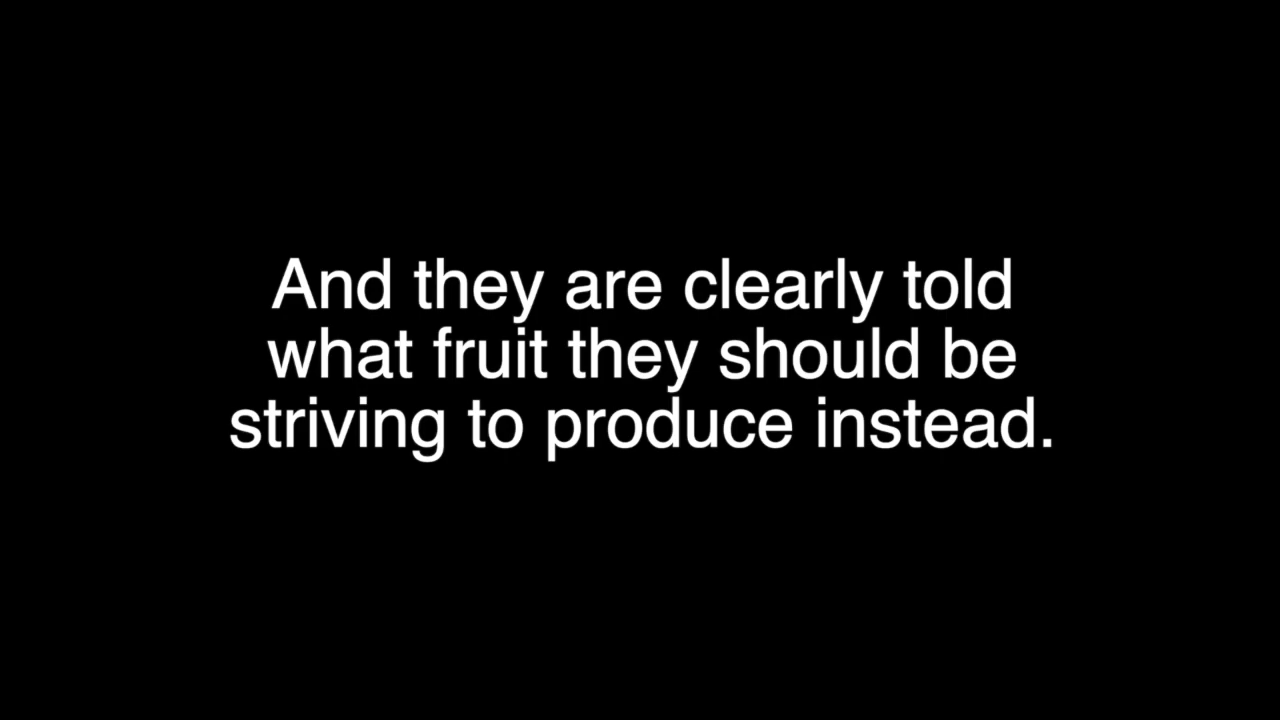 And they are clearly told
what fruit they should be
striving to produce instead.